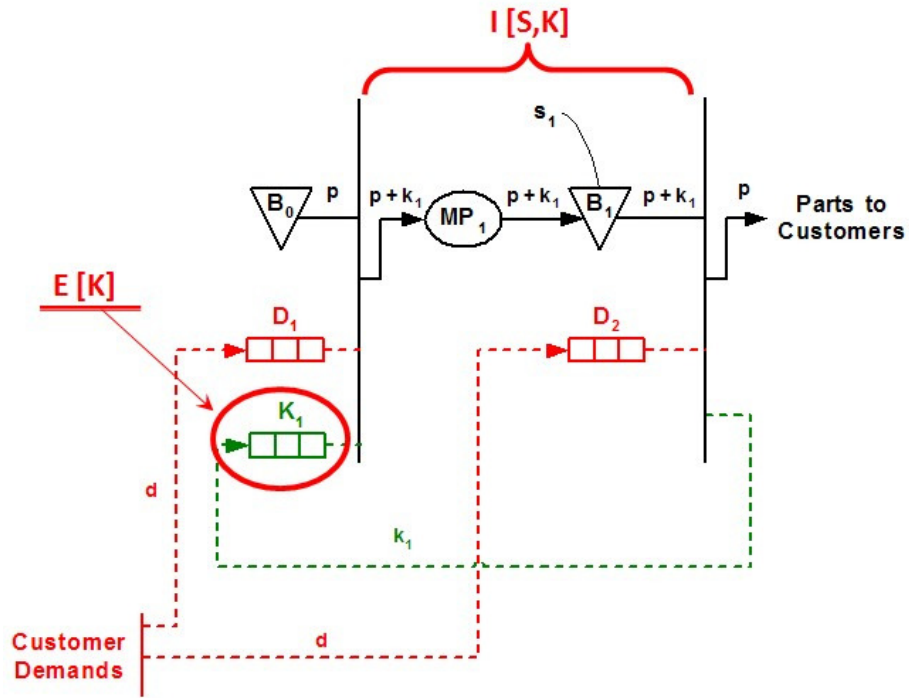 I [S,K]
s1
B0
p
p + k1
MP1
p + k1
B1
p + k1
p
Parts to
Customers
E [K]
D1
D2
K1
d
k1
Customer
Demands
d